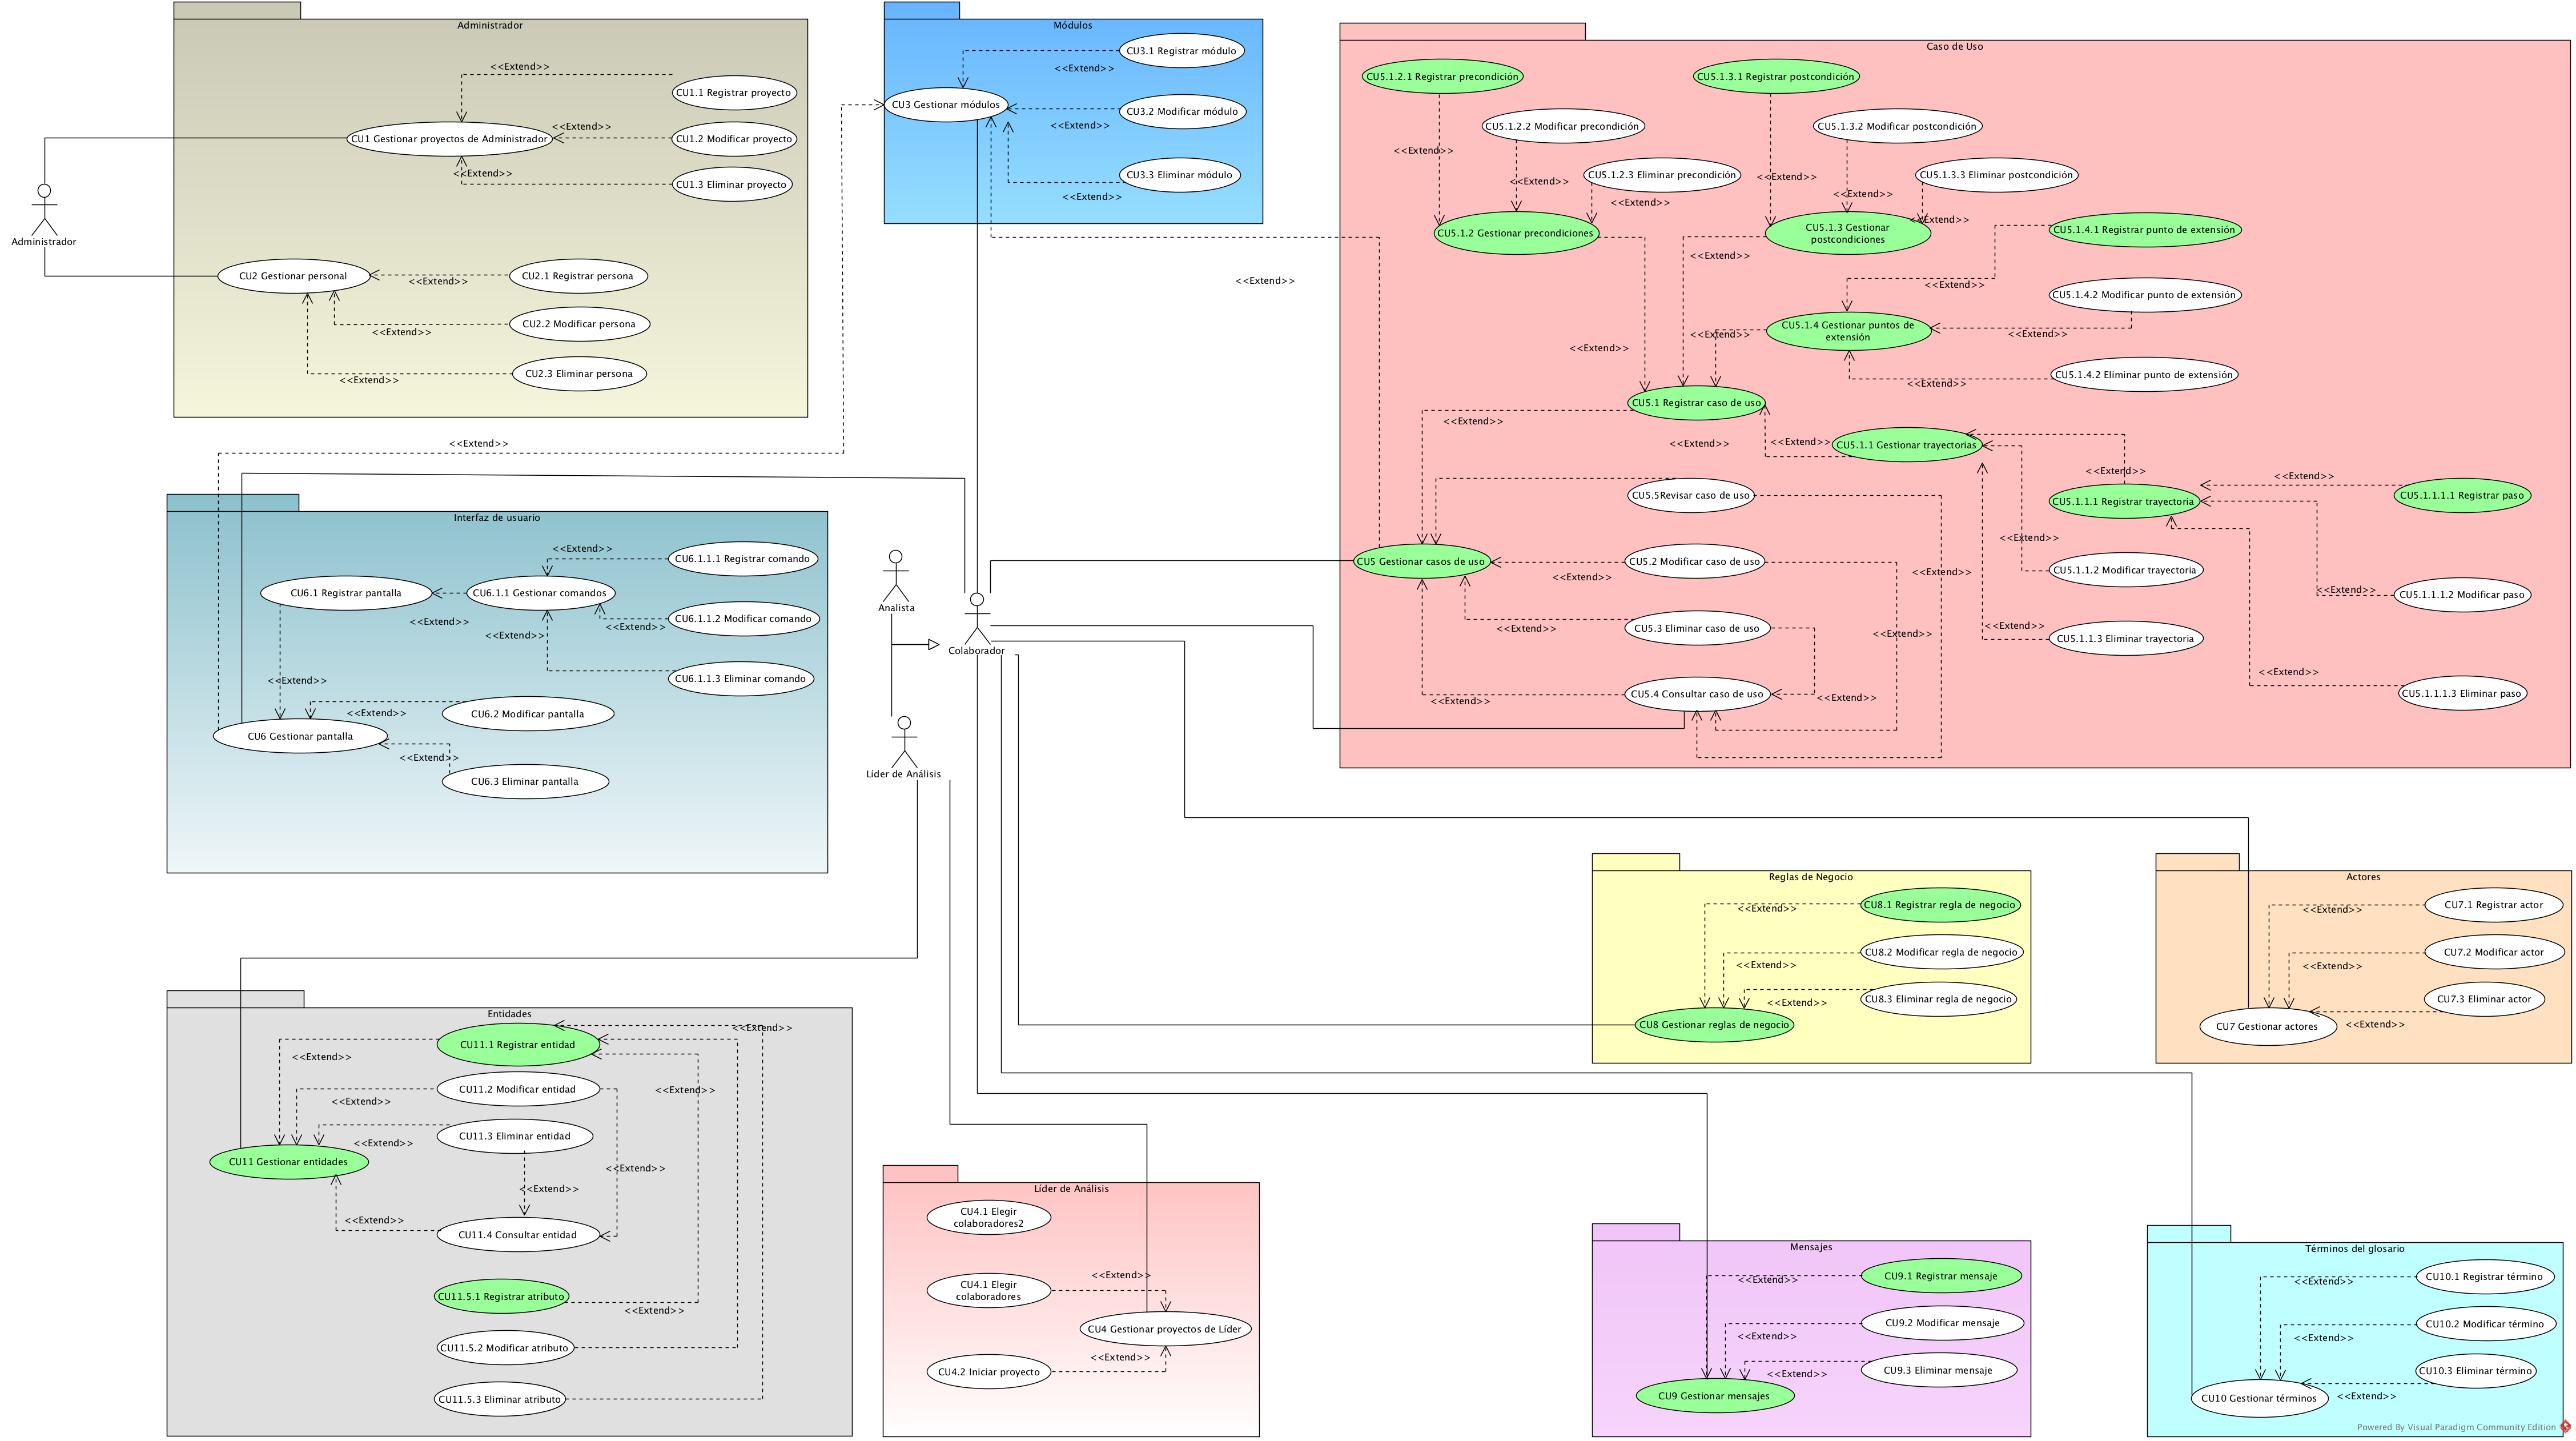 Administrador
<<Extend>>
CU1.1 Registrar proyecto
<<Extend>>
CU1 Gestionar proyectos de Administrador
CU1.2 Modificar proyecto
<<Extend>>
CU1.3 Eliminar proyecto
Administrador
CU2 Gestionar personal
CU2.1 Registrar persona
<<Extend>>
CU2.2 Modificar persona
<<Extend>>
CU2.3 Eliminar persona
<<Extend>>
Módulos
CU3.1 Registrar módulo
<<Extend>>
CU3 Gestionar módulos
CU3.2 Modificar módulo
<<Extend>>
CU3.3 Eliminar módulo
<<Extend>>
<<Extend>>
<<Extend>>
Caso de Uso
CU5.1.2.1 Registrar precondición
CU5.1.3.1 Registrar postcondición
CU5.1.2.2 Modificar precondición
CU5.1.3.2 Modificar postcondición
<<Extend>>
CU5.1.2.3 Eliminar precondición
CU5.1.3.3 Eliminar postcondición
<<Extend>>
<<Extend>>
<<Extend>>
<<Extend>>
<<Extend>>
CU5.1.2 Gestionar precondiciones
CU5.1.3 Gestionar
postcondiciones
CU5.1.4.1 Registrar punto de extensión
<<Extend>>
<<Extend>>
CU5.1.4.2 Modificar punto de extensión
CU5.1.4 Gestionar puntos de
extensión
<<Extend>>
<<Extend>>
<<Extend>>
CU5.1.4.2 Eliminar punto de extensión
<<Extend>>
CU5.1 Registrar caso de uso
<<Extend>>
<<Extend>>
<<Extend>>
CU5.1.1 Gestionar trayectorias
<<Extend>>
<<Extend>>
CU5.5Revisar caso de uso
CU5.1.1.1 Registrar trayectoria
CU5.1.1.1.1 Registrar paso
<<Extend>>
CU5 Gestionar casos de uso
CU5.2 Modificar caso de uso
<<Extend>>
<<Extend>>
CU5.1.1.2 Modificar trayectoria
<<Extend>>
CU5.1.1.1.2 Modificar paso
CU5.3 Eliminar caso de uso
<<Extend>>
<<Extend>>
<<Extend>>
CU5.1.1.3 Eliminar trayectoria
<<Extend>>
CU5.4 Consultar caso de uso
<<Extend>>
<<Extend>>
CU5.1.1.1.3 Eliminar paso
Interfaz de usuario
<<Extend>>
CU6.1.1.1 Registrar comando
CU6.1 Registrar pantalla
CU6.1.1 Gestionar comandos
<<Extend>>
CU6.1.1.2 Modificar comando
<<Extend>>
<<Extend>>
CU6.1.1.3 Eliminar comando
<<Extend>>
<<Extend>>
CU6.2 Modificar pantalla
CU6 Gestionar pantalla
<<Extend>>
CU6.3 Eliminar pantalla
Analista
Colaborador
Líder de Análisis
Reglas de Negocio
CU8.1 Registrar regla de negocio
<<Extend>>
CU8.2 Modificar regla de negocio
<<Extend>>
CU8.3 Eliminar regla de negocio
<<Extend>>
CU8 Gestionar reglas de negocio
Actores
CU7.1 Registrar actor
<<Extend>>
CU7.2 Modificar actor
<<Extend>>
CU7.3 Eliminar actor
CU7 Gestionar actores
<<Extend>>
Entidades
<<Extend>>
CU11.1 Registrar entidad
<<Extend>>
CU11.2 Modificar entidad
<<Extend>>
<<Extend>>
CU11.3 Eliminar entidad
<<Extend>>
CU11 Gestionar entidades
<<Extend>>
<<Extend>>
<<Extend>>
CU11.4 Consultar entidad
CU11.5.1 Registrar atributo
<<Extend>>
CU11.5.2 Modificar atributo
CU11.5.3 Eliminar atributo
Líder de Análisis
CU4.1 Elegir
colaboradores2
<<Extend>>
CU4.1 Elegir
colaboradores
CU4 Gestionar proyectos de Líder
<<Extend>>
CU4.2 Iniciar proyecto
Mensajes
CU9.1 Registrar mensaje
<<Extend>>
CU9.2 Modificar mensaje
<<Extend>>
CU9.3 Eliminar mensaje
<<Extend>>
CU9 Gestionar mensajes
Términos del glosario
CU10.1 Registrar término
<<Extend>>
CU10.2 Modificar término
<<Extend>>
CU10.3 Eliminar término
<<Extend>>
CU10 Gestionar términos
Powered By Visual Paradigm Community Edition